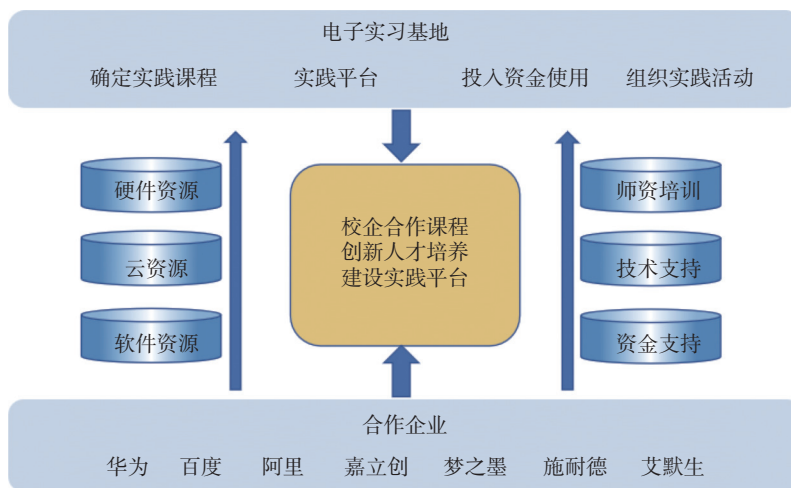 电子实习基地
确定实践课程 实践平台 投入资金使用 组织实践活动
硬件资源
云资源
软件资源
校企合作课程
创新人才培养
建设实践平台
师资培训
技术支持
资金支持
合作企业
华为 百度 阿里 嘉立创 梦之墨 施耐德 艾默生